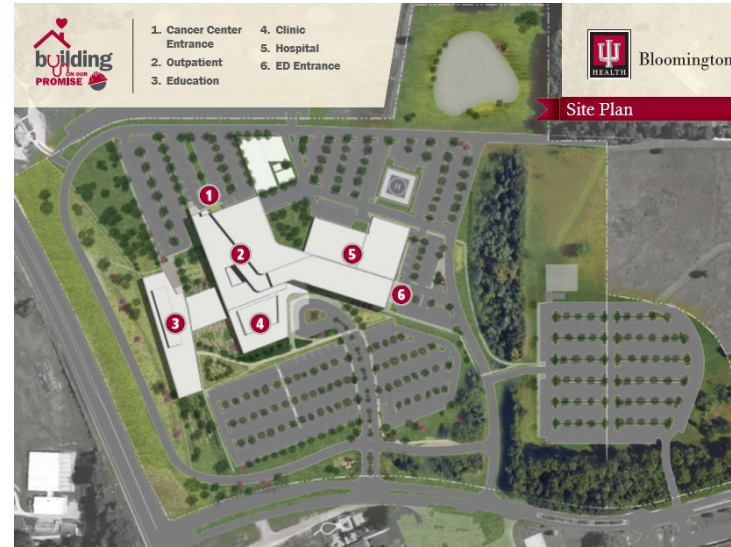 building
ON OUR
PROMISE
1. Cancer Center
Entrance
2. Outpatient
3. Education
4. Clinic
5. Hospital
6. ED Entrance
HEALTH
Bloomington
Site Plan
H
1
2
5
6
3
4